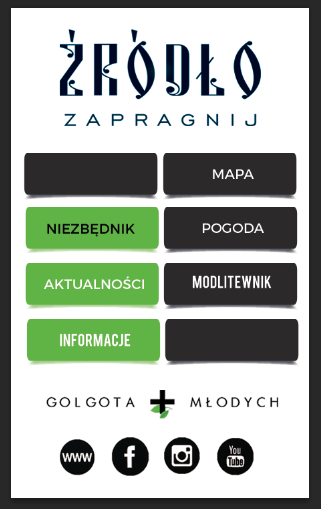 ŹRÓDŁO
ZAPRAGNIJ
MAPA
NIEZBĘDNIK
POGODA
AKTUALNOŚCI
MODLITEWNIK
INFORMACJE
GOLGOTA MŁODYCH
WWW
f
You
Tube